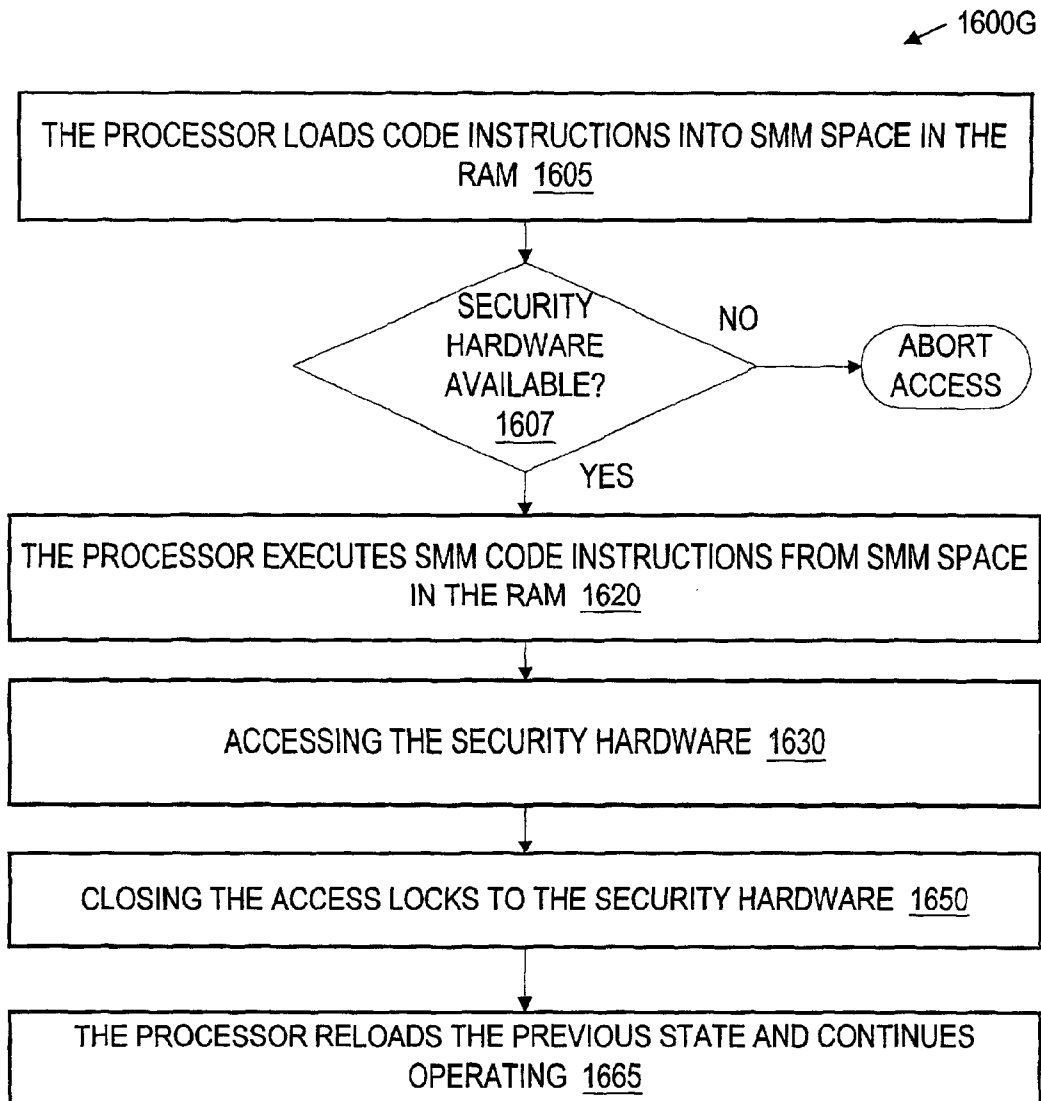 1600G
THE PROCESSOR LOADS CODE INSTRUCTIONS INTO SMM SPACE IN THE
RAM 1605
SECURITY
HARDWARE
AVAILABLE?
1607
NO
ABORT
ACCESS
YES
THE PROCESSOR EXECUTES SMM CODE INSTRUCTIONS FROM SMM SPACE
IN THE RAM 1620
ACCESSING THE SECURITY HARDWARE 1630
CLOSING THE ACCESS LOCKS TO THE SECURITY HARDWARE 1650
THE PROCESSOR RELOADS THE PREVIOUS STATE AND CONTINUES
OPERATING 1665